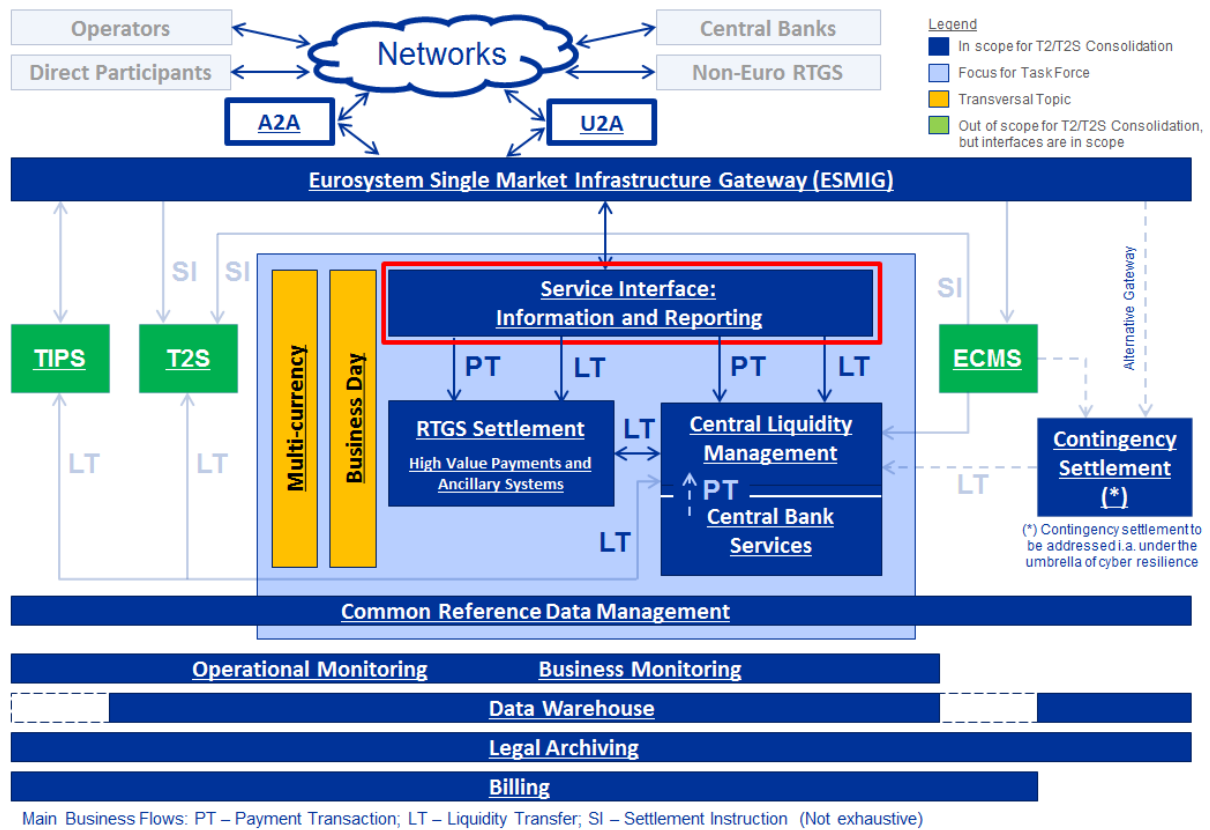 Operators
Direct Participants
Networks
Central Banks
Non-Euro RTGS
Legend
In scope for T2/T2S Consolidation
Focus for Task Force
Transversal Topic
Out of scope for T2/T2S Consolidation,
but interfaces are in scope
A2A
U2A
Eurosystem Single Market Infrastructure Gateway (ESMIG)
SI
SI
SI
Alternative Gateway
Service Interface:
Information and Reporting
TIPS
T2S
Multi-currency
Business Day
PT
LT
PT
LT
ECMS
RTGS Settlement
High Value Payments and
Ancillary Systems
LT
Central Liquidity
Management
PT
Central Bank
Services
Contingency
Settlement
(*)
LT
LT
LT
LT
(*) Contingency settlement to
be addressed i.a. under the
umbrella of cyber resilience
Common Reference Data Management
Operational Monitoring
Business Monitoring
Data Warehouse
Legal Archiving
Billing
Main Business Flows: PT – Payment Transaction; LT – Liquidity Transfer; SI – Settlement Instruction (Not exhaustive)